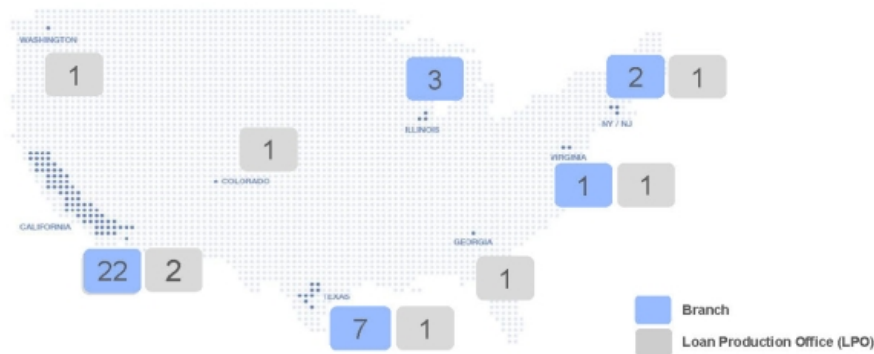 WASHINGTON
1
3
2 1
ILLINOIS
NY / NJ
1
COLORADO
VIRGINIA
1 1
CALIFORNIA
GEORGIA
22 2
1
TEXAS
7 1
Branch
Loan Production Office (LPO)